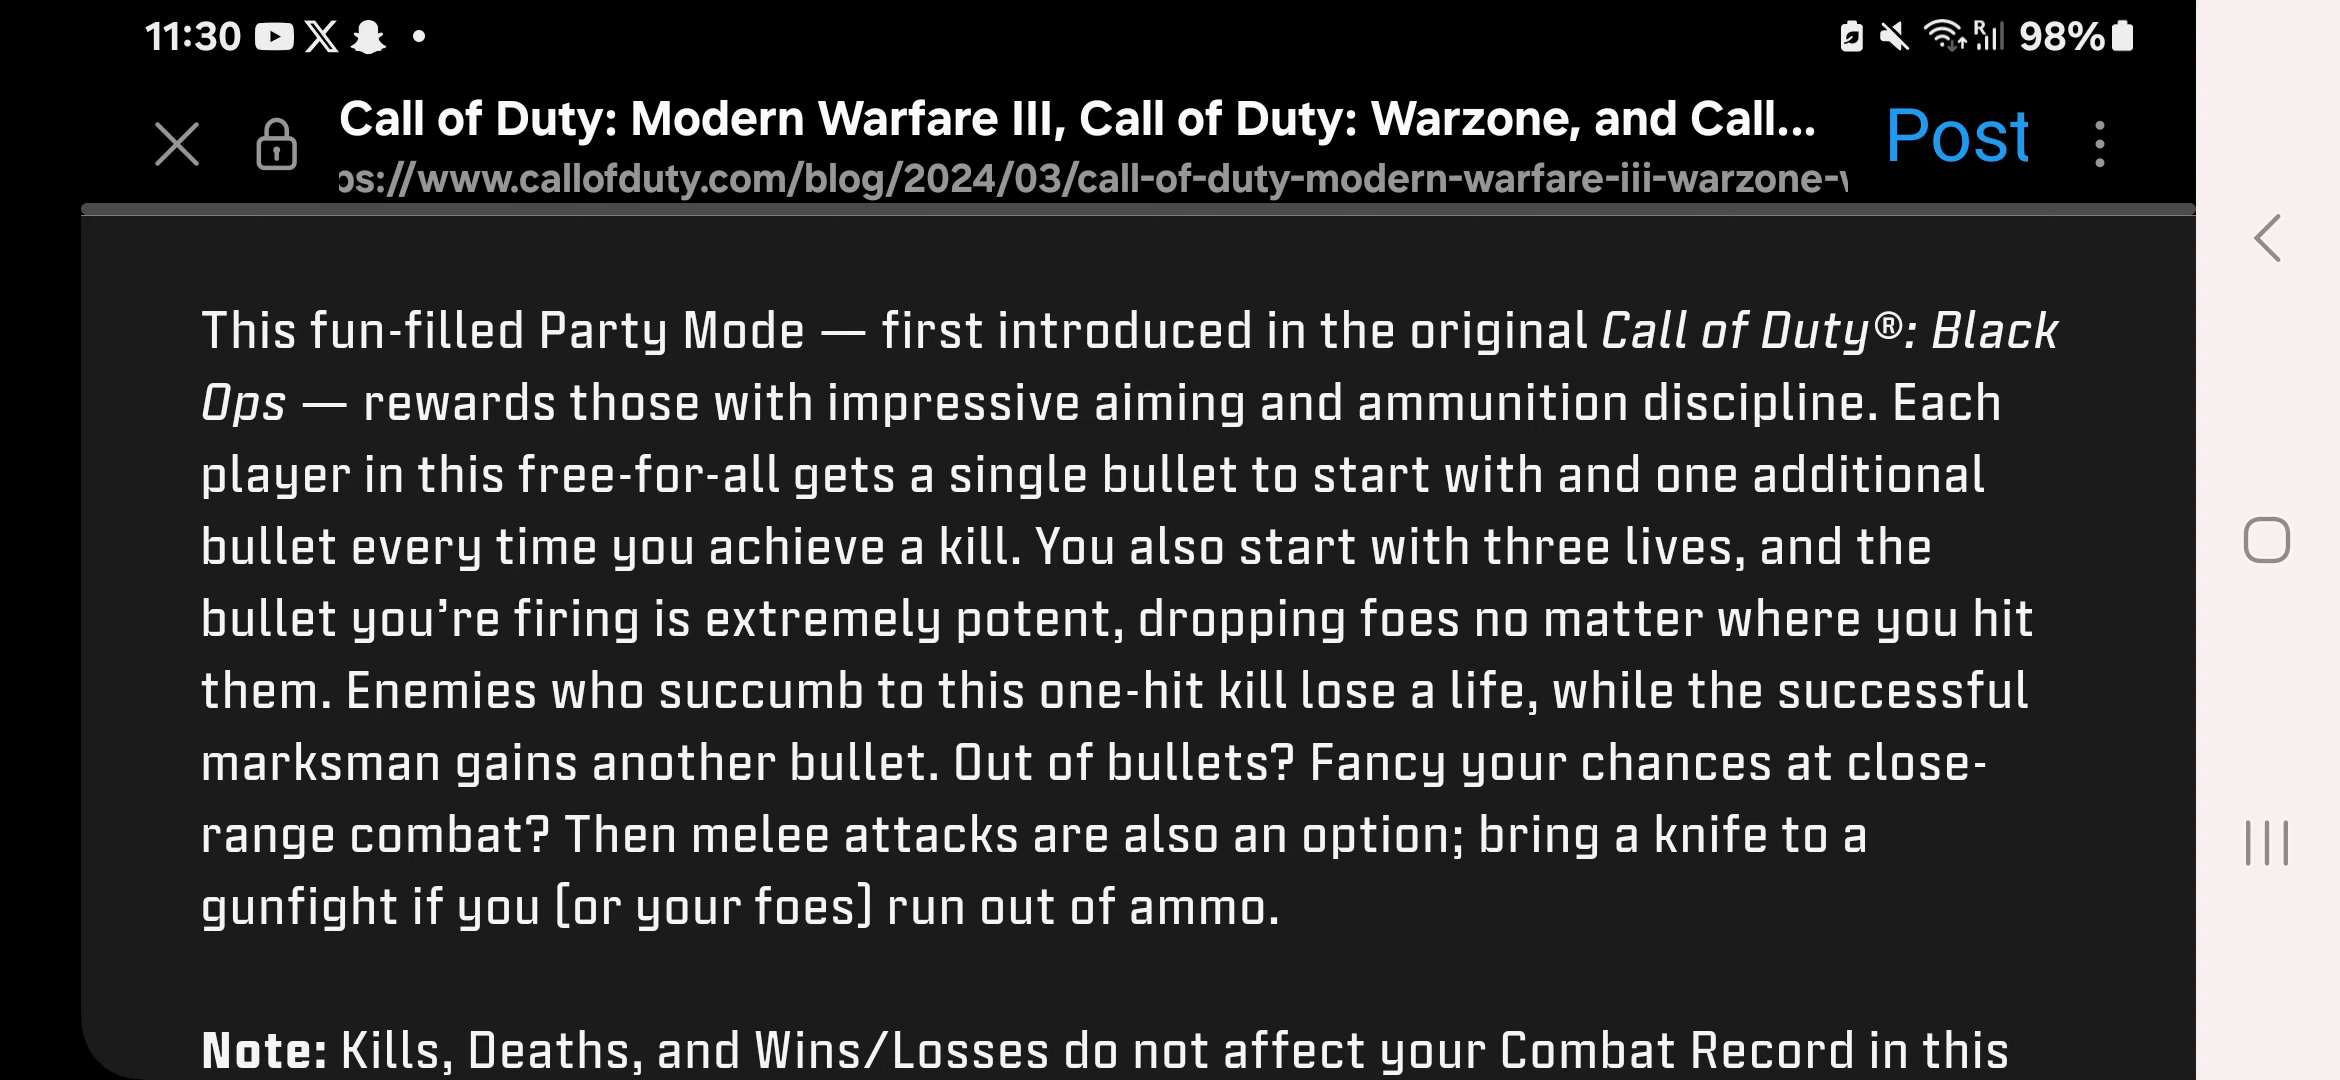 11:30
R 98%
Call of Duty: Modern Warfare III, Call of Duty: Warzone, and Call...
Post
ps://www.callofduty.com/blog/2024/03/call-of-duty-modern-warfare-iii-warzone-
This fun-filled Party Mode — first introduced in the original Call of Duty®: Black
Ops — rewards those with impressive aiming and ammunition discipline. Each
player in this free-for-all gets a single bullet to start with and one additional
bullet every time you achieve a kill. You also start with three lives, and the
bullet you’re firing is extremely potent, dropping foes no matter where you hit
them. Enemies who succumb to this one-hit kill lose a life, while the successful
marksman gains another bullet. Out of bullets? Fancy your chances at close-
range combat? Then melee attacks are also an option; bring a knife to a
gunfight if you (or your foes) run out of ammo.
Note: Kills, Deaths, and Wins/Losses do not affect your Combat Record in this